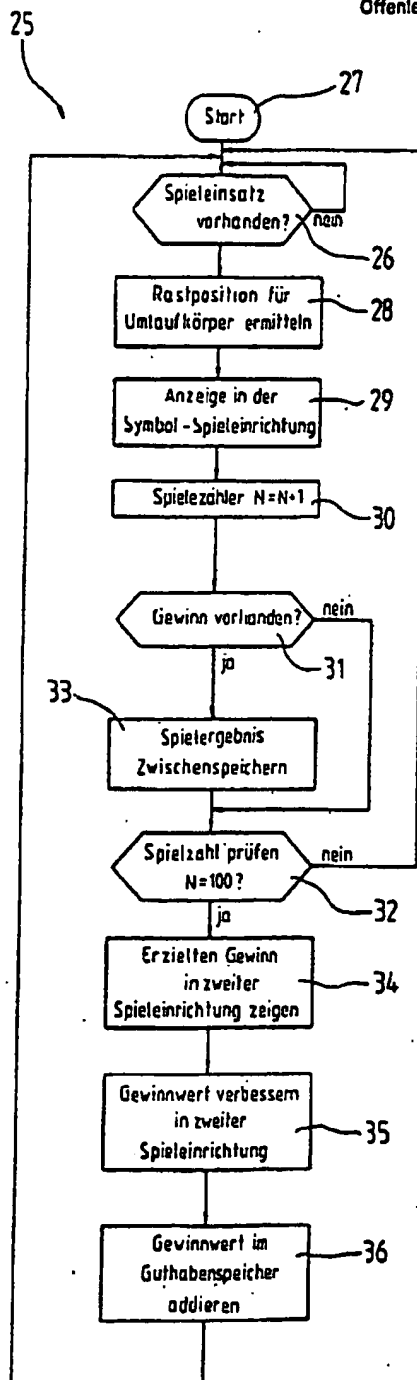 Offenle
25
27
Start
Spieleinsatz
vorhanden?
nein
26
Rastposition für
Umlaufkörper ermitteln
28
Anzeige in der
Symbol-Spieleinrichtung
29
Spielezähler N=N+1
30
Gewinn vorhanden?
nein
31
ja
33
Spielergebnis
Zwischenspeichern
Spielzahl prüfen
N=100?
nein
32
ja
Erzielten Gewinn
in zweiter
Spieleinrichtung zeigen
34
Gewinnwert verbessern
in zweiter
Spieleinrichtung
35
Gewinnwert im
Guthabenspeicher
addieren
36